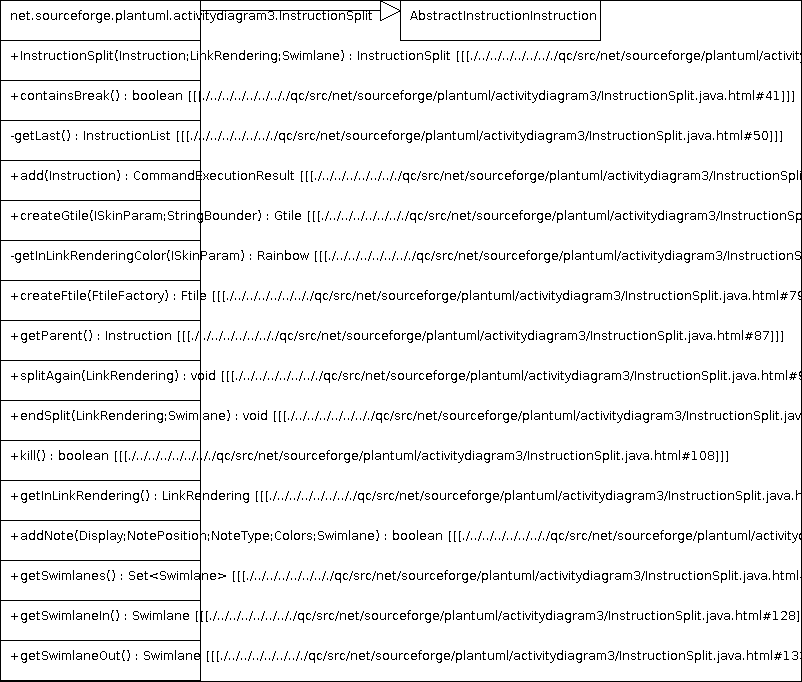 net.sourceforge.plantuml.activitydiagram3.InstructionSplit
AbstractInstructionInstruction
+InstructionSplit(Instruction;LinkRendering;Swimlane) : InstructionSplit [[[./../../../../../../../qc/src/net/sourceforge/plantuml/activity
+containsBreak() : boolean [[[./../../../../../../../qc/src/net/sourceforge/plantuml/activitydiagram3/InstructionSplit.java.html#41]]]
-getLast() : InstructionList [[[./../../../../../../../qc/src/net/sourceforge/plantuml/activitydiagram3/InstructionSplit.java.html#50]]]
+add(Instruction) : CommandExecutionResult [[[./../../../../../../../qc/src/net/sourceforge/plantuml/activitydiagram3/InstructionSpli
+createGtile(ISkinParam;StringBounder) : Gtile [[[./../../../../../../../qc/src/net/sourceforge/plantuml/activitydiagram3/InstructionSp
-getInLinkRenderingColor(ISkinParam) : Rainbow [[[./../../../../../../../qc/src/net/sourceforge/plantuml/activitydiagram3/InstructionS
+createFtile(FtileFactory) : Ftile [[[./../../../../../../../qc/src/net/sourceforge/plantuml/activitydiagram3/InstructionSplit.java.html#79
+getParent() : Instruction [[[./../../../../../../../qc/src/net/sourceforge/plantuml/activitydiagram3/InstructionSplit.java.html#87]]]
+splitAgain(LinkRendering) : void [[[./../../../../../../../qc/src/net/sourceforge/plantuml/activitydiagram3/InstructionSplit.java.html#9
+endSplit(LinkRendering;Swimlane) : void [[[./../../../../../../../qc/src/net/sourceforge/plantuml/activitydiagram3/InstructionSplit.jav
+kill() : boolean [[[./../../../../../../../qc/src/net/sourceforge/plantuml/activitydiagram3/InstructionSplit.java.html#108]]]
+getInLinkRendering() : LinkRendering [[[./../../../../../../../qc/src/net/sourceforge/plantuml/activitydiagram3/InstructionSplit.java.h
+addNote(Display;NotePosition;NoteType;Colors;Swimlane) : boolean [[[./../../../../../../../qc/src/net/sourceforge/plantuml/activity
+getSwimlanes() : Set<Swimlane> [[[./../../../../../../../qc/src/net/sourceforge/plantuml/activitydiagram3/InstructionSplit.java.html
+getSwimlaneIn() : Swimlane [[[./../../../../../../../qc/src/net/sourceforge/plantuml/activitydiagram3/InstructionSplit.java.html#128]
+getSwimlaneOut() : Swimlane [[[./../../../../../../../qc/src/net/sourceforge/plantuml/activitydiagram3/InstructionSplit.java.html#13